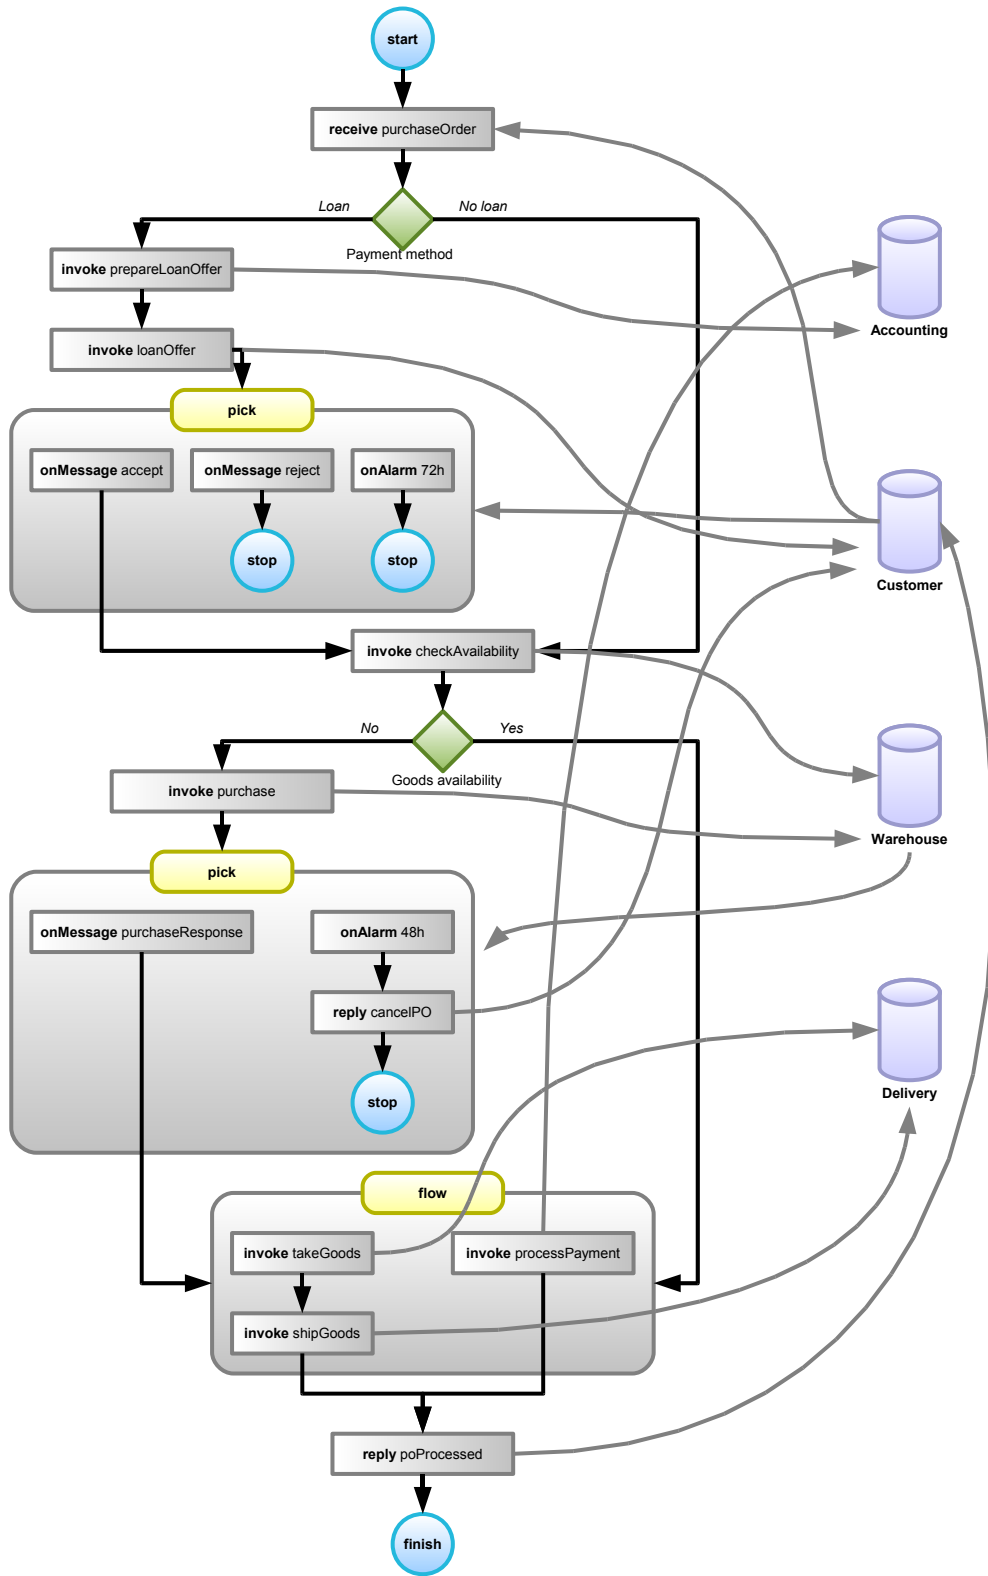 start
receive purchaseOrder
Loan
No loan
Payment method
invoke prepareLoanOffer
Accounting
invoke loanOffer
pick
onMessage accept
onMessage reject
onAlarm 72h
stop
stop
Customer
invoke checkAvailability
No
Yes
Goods availability
invoke purchase
Warehouse
pick
onMessage purchaseResponse
onAlarm 48h
reply cancelPO
stop
Delivery
flow
invoke takeGoods
invoke processPayment
invoke shipGoods
reply poProcessed
finish